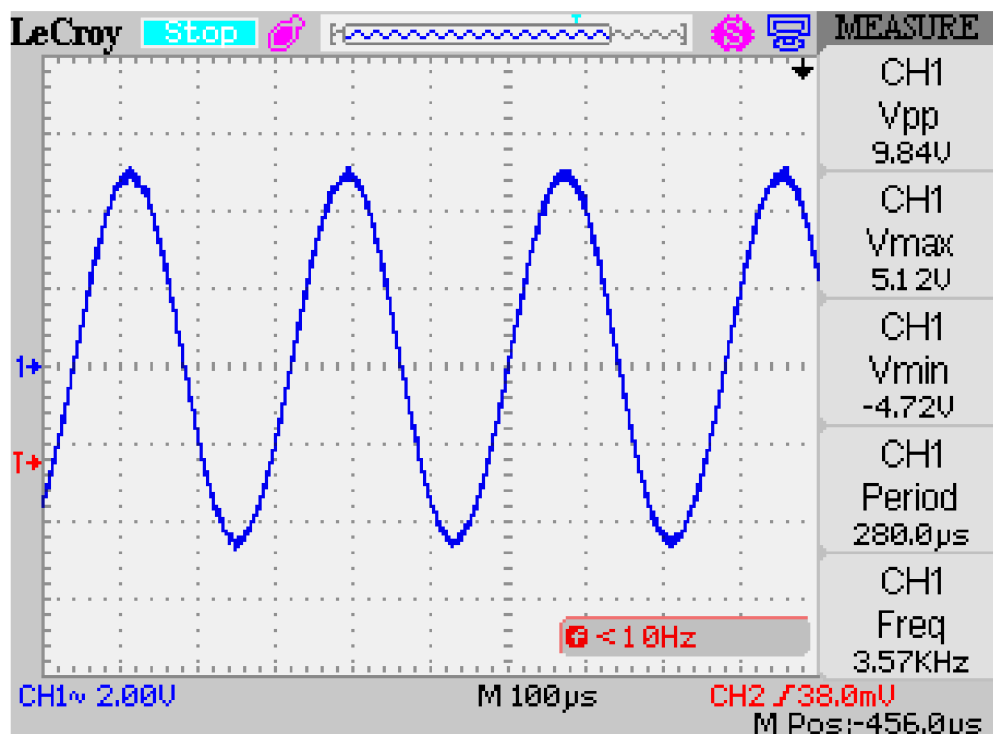 LeCroy Stop S MEASURE
T
CH1
Vpp
9.84V
CH1
Vmax
5.12V
CH1
Vmin
-4.72V
CH1
Period
280.0µs
CH1
Freq
3.57KHz
1
T
f <10Hz
CH1~ 2.00V M 100µs CH2 38.0mV
M Pos:-456.0us